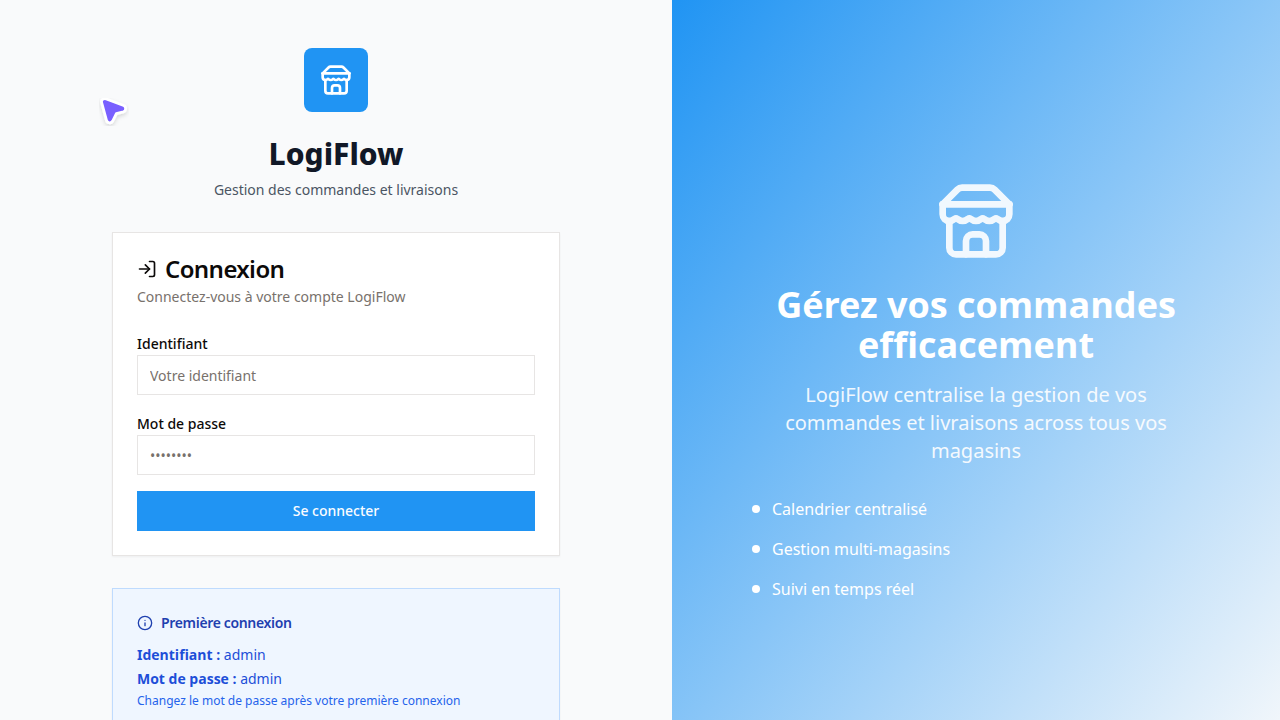 LogiFlow
Gestion des commandes et livraisons
Connexion
Connectez-vous à votre compte LogiFlow
Identifiant
Votre identifiant
Mot de passe
••••••••
Se connecter
Première connexion
Identifiant : admin
Mot de passe : admin
Changez le mot de passe après votre première connexion
Gérez vos commandes
efficacement
LogiFlow centralise la gestion de vos
commandes et livraisons across tous vos
magasins
Calendrier centralisé
Gestion multi-magasins
Suivi en temps réel